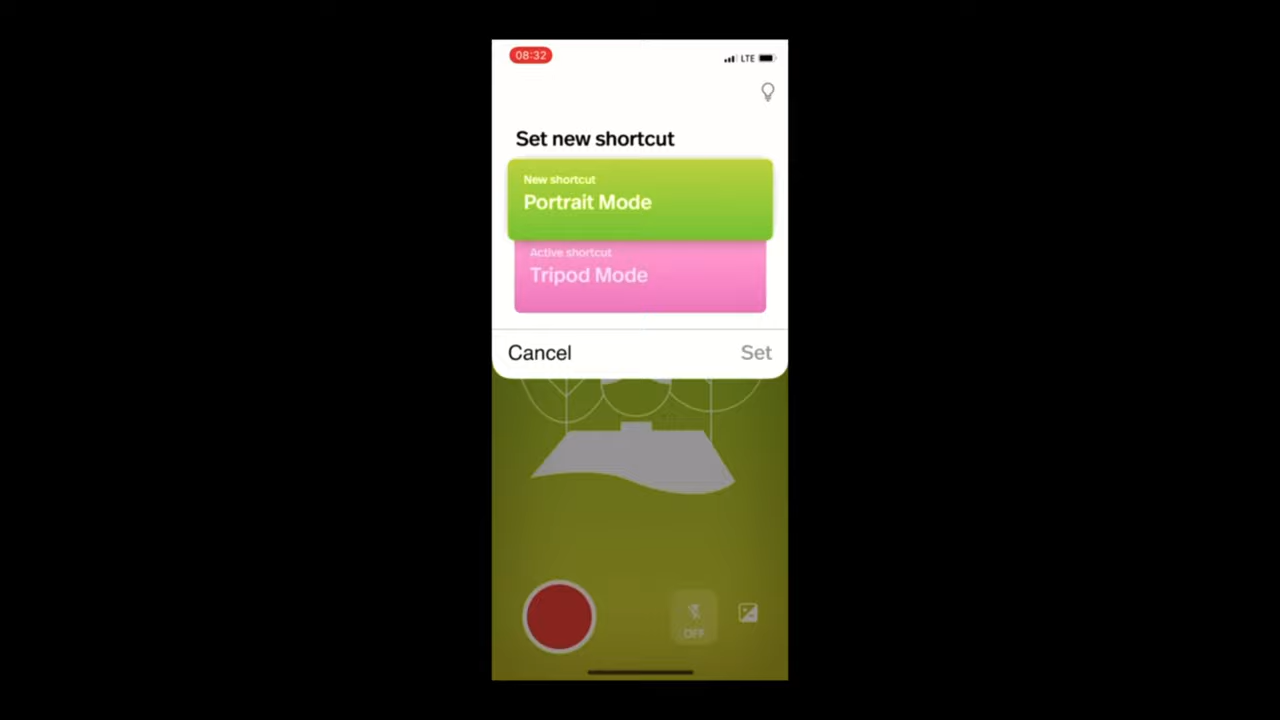 08:32
LTE
Set new shortcut
New shortcut
Portrait Mode
Active shortcut
Tripod Mode
Cancel
Set
OFF